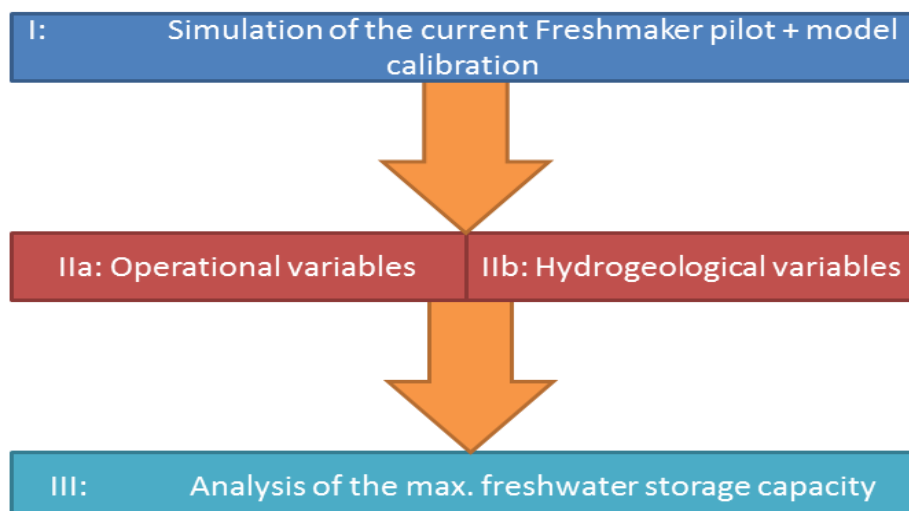 I: Simulation of the current Freshmaker pilot + model
calibration
IIa: Operational variables
IIb: Hydrogeological variables
III: Analysis of the max. freshwater storage capacity